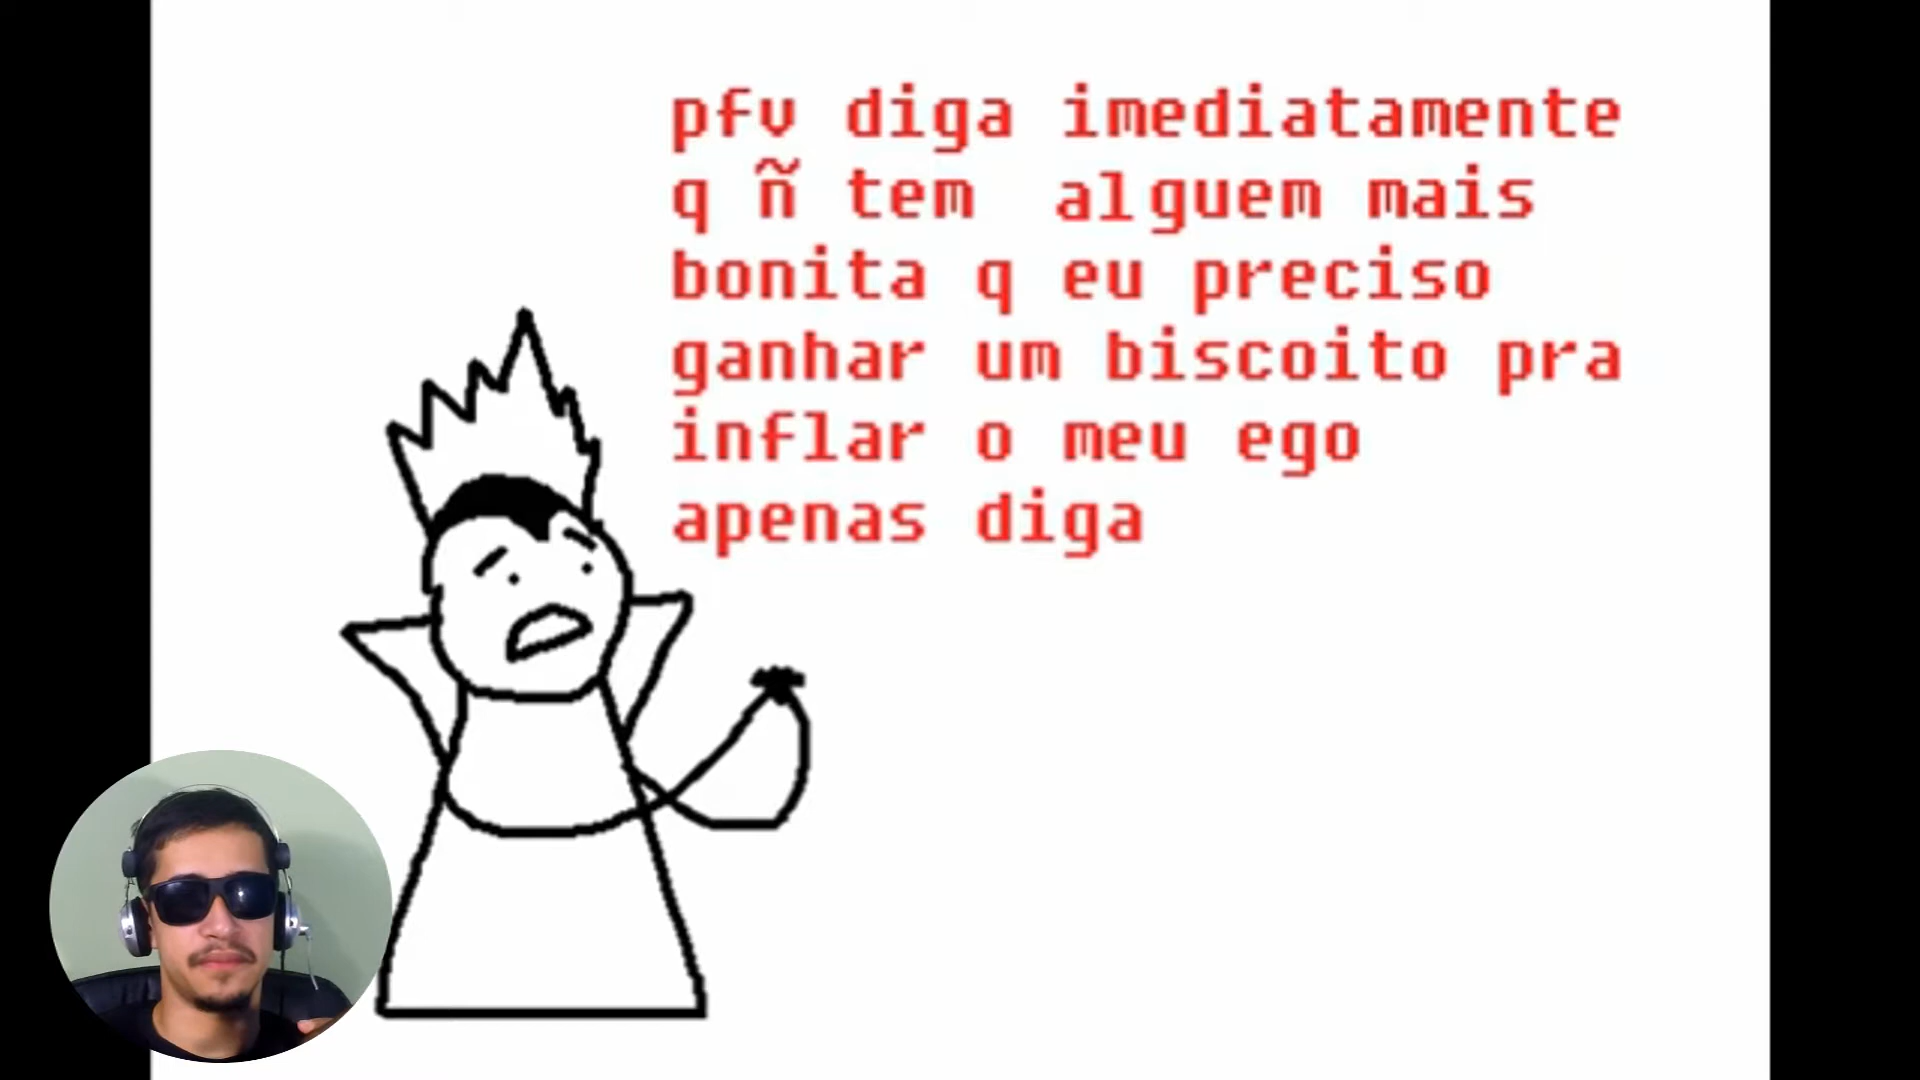 pfv diga imediatamente
q ñ tem alguem mais
bonita q eu preciso
ganhar um biscoito pra
inflar o meu ego
apenas diga